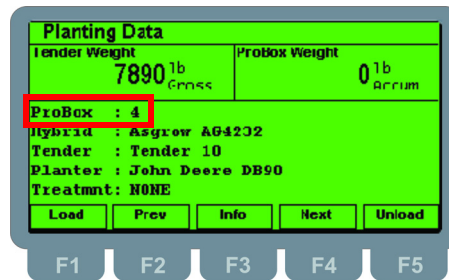 Planting Data
Tender Weight
ProBox Weight
7890 lb Gross
0 lb Accum
ProBox : 4
Hybrid : Asgrow AG4232
Tender : Tender 10
Planter : John Deere DB90
Treatmnt: NONE
Load Prev Info Next Unload
F1 F2 F3 F4 F5